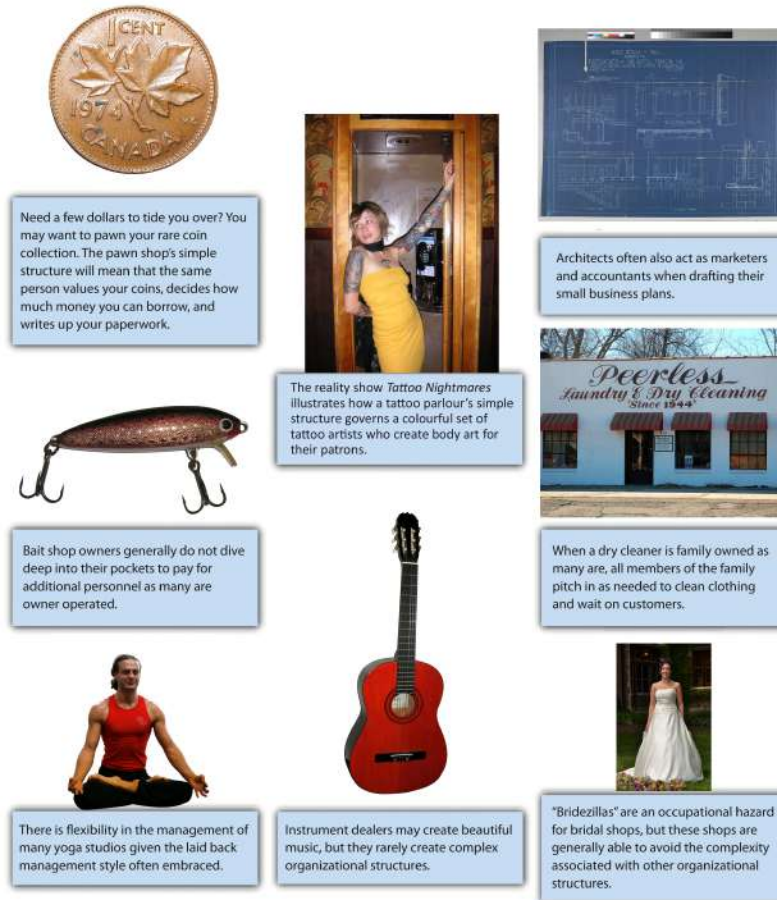 1 CENT
1974
CANADA
Need a few dollars to tide you over? You
may want to pawn your rare coin
collection. The pawn shop's simple
structure will mean that the same
person values your coins, decides how
much money you can borrow, and
writes up your paperwork.
The reality show Tattoo Nightmares
illustrates how a tattoo parlour's simple
structure governs a colourful set of
tattoo artists who create body art for
their patrons.
Architects often also act as marketers
and accountants when drafting their
small business plans.
Bait shop owners generally do not dive
deep into their pockets to pay for
additional personnel as many are
owner operated.
Peerless
Laundry & Dry Cleaning
Since 1944
When a dry cleaner is family owned as
many are, all members of the family
pitch in as needed to clean clothing
and wait on customers.
There is flexibility in the management of
many yoga studios given the laid back
management style often embraced.
Instrument dealers may create beautiful
music, but they rarely create complex
organizational structures.
"Bridezillas" are an occupational hazard
for bridal shops, but these shops are
generally able to avoid the complexity
associated with other organizational
structures.